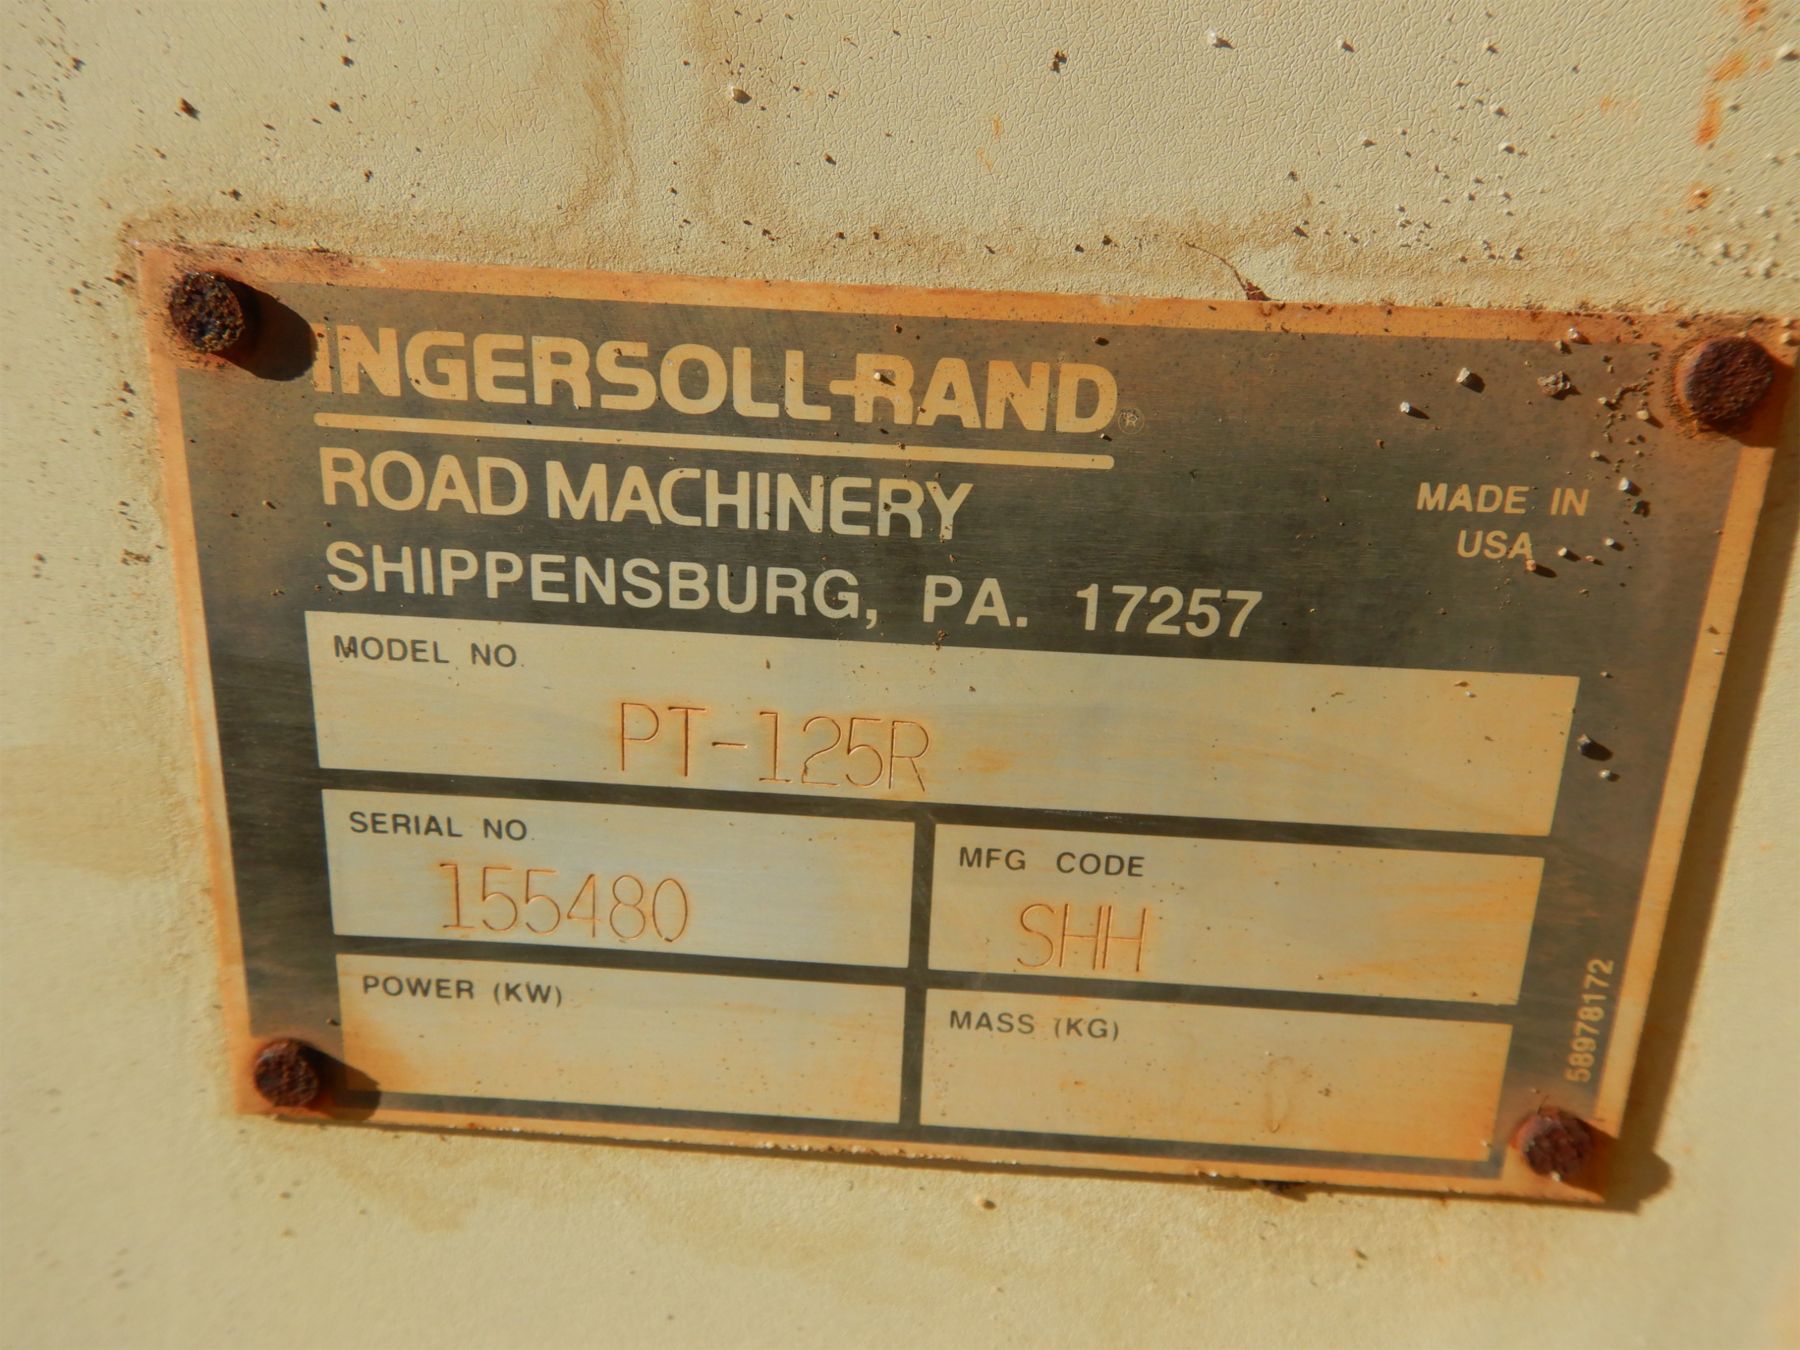 INGERSOLL-RAND®
ROAD MACHINERY
SHIPPENSBURG, PA. 17257
MADE IN
USA
MODEL NO.
PT-125R
SERIAL NO.
155480
MFG CODE
SHH
POWER (KW)
MASS (KG)
58978172